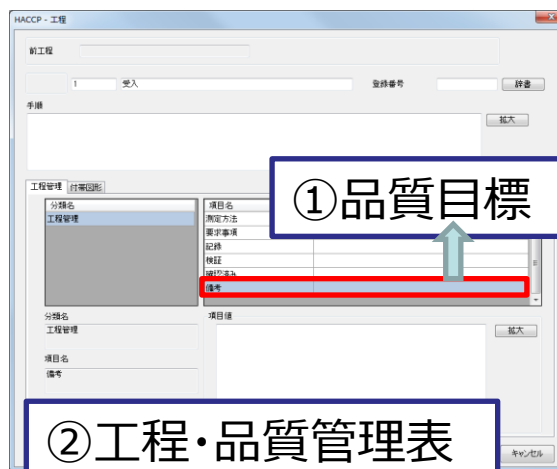 HACCP - 工程
前工程
1 受入 登録番号 辞書
手順
拡大
工程管理 付帯図形
分類名 項目名
工程管理 測定方法
要求事項
記録
検証
確認済み
備考
①品質目標
分類名 項目値
工程管理 拡大
項目名
備考
②工程・品質管理表
キャンセル